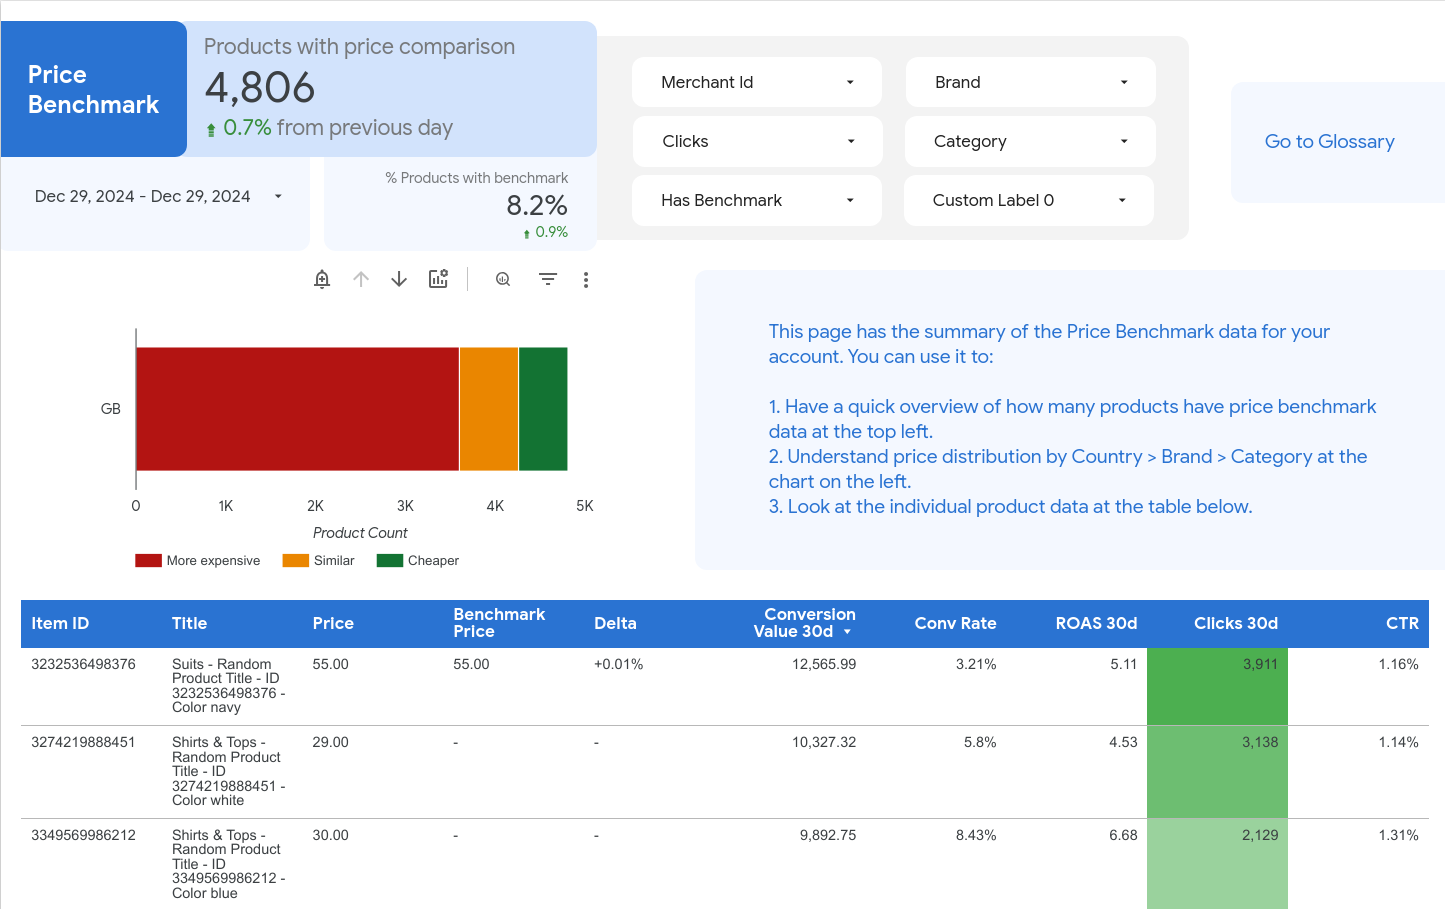 Price
Benchmark
Products with price comparison
4,806
0.7% from previous day
Dec 29, 2024 - Dec 29, 2024
% Products with benchmark
8.2%
0.9%
Merchant Id
Brand
Clicks
Category
Has Benchmark
Custom Label 0
Go to Glossary
GB
0 1K 2K 3K 4K 5K
Product Count
More expensive Similar Cheaper
This page has the summary of the Price Benchmark data for your
account. You can use it to:
1. Have a quick overview of how many products have price benchmark
data at the top left.
2. Understand price distribution by Country > Brand > Category at the
chart on the left.
3. Look at the individual product data at the table below.
Item ID Title Price Benchmark Price Delta Conversion Value 30d Conv Rate ROAS 30d Clicks 30d CTR
3232536498376 Suits - Random 55.00 55.00 +0.01% 12,565.99 3.21% 5.11 3,911 1.16%
Product Title - ID
3232536498376 -
Color navy
3274219888451 Shirts & Tops - 29.00 - - 10,327.32 5.8% 4.53 3,138 1.14%
Random Product
Title - ID
3274219888451 -
Color white
3349569986212 Shirts & Tops - 30.00 - - 9,892.75 8.43% 6.68 2,129 1.31%
Random Product
Title - ID
3349569986212 -
Color blue